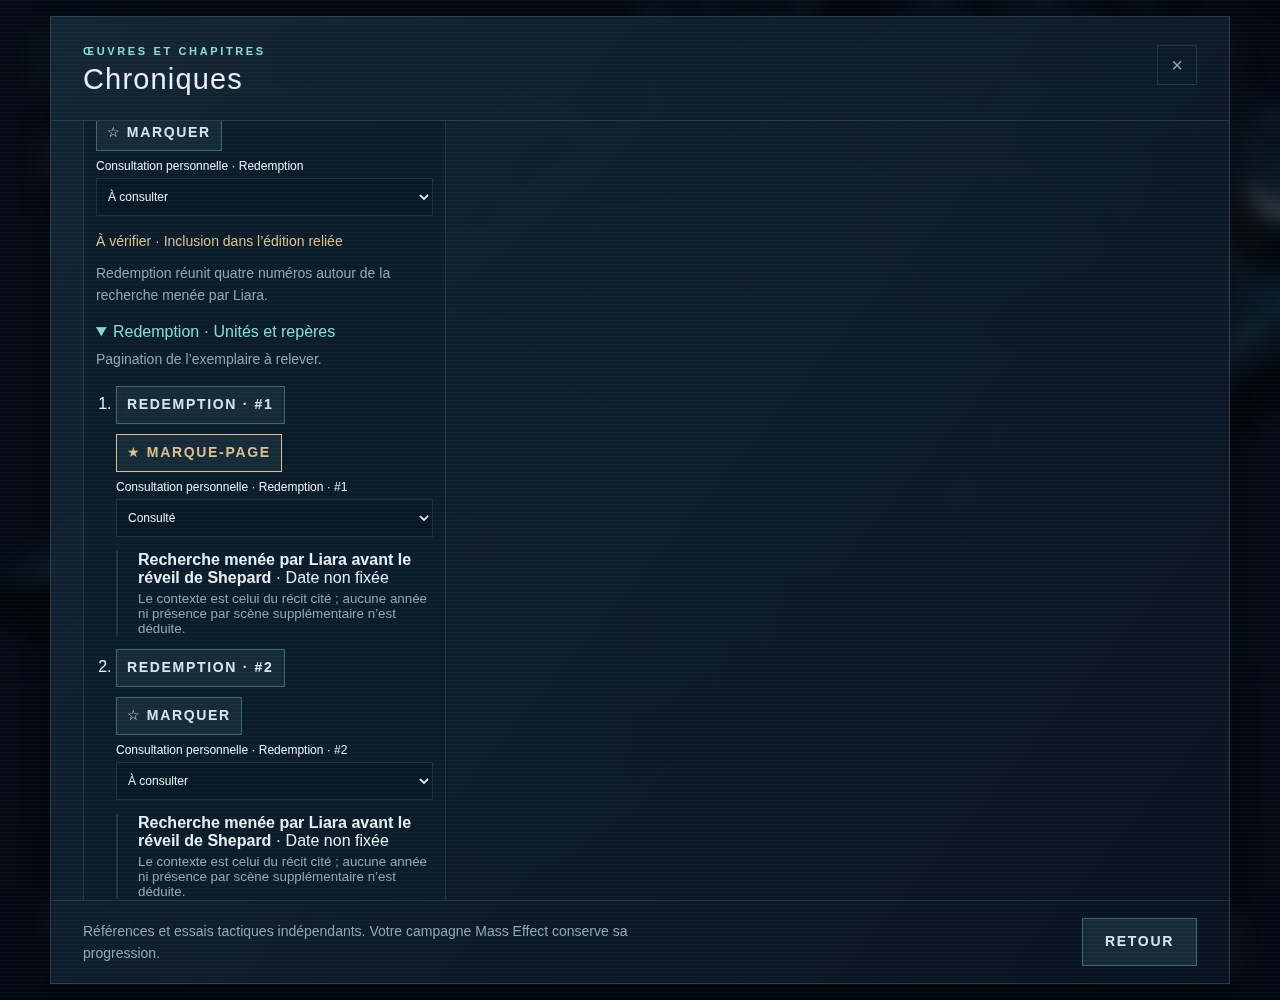 ŒUVRES ET CHAPITRES
Chroniques
×
☆ MARQUER
Consultation personnelle · Redemption
À consulter
À vérifier · Inclusion dans l’édition reliée
Redemption réunit quatre numéros autour de la
recherche menée par Liara.
▼ Redemption · Unités et repères
Pagination de l’exemplaire à relever.
1. REDEMPTION · #1
★ MARQUE-PAGE
Consultation personnelle · Redemption · #1
Consulté
Recherche menée par Liara avant le
réveil de Shepard · Date non fixée
Le contexte est celui du récit cité ; aucune année
ni présence par scène supplémentaire n’est
déduite.
2. REDEMPTION · #2
☆ MARQUER
Consultation personnelle · Redemption · #2
À consulter
Recherche menée par Liara avant le
réveil de Shepard · Date non fixée
Le contexte est celui du récit cité ; aucune année
ni présence par scène supplémentaire n’est
déduite.
Références et essais tactiques indépendants. Votre campagne Mass Effect conserve sa
progression.
RETOUR